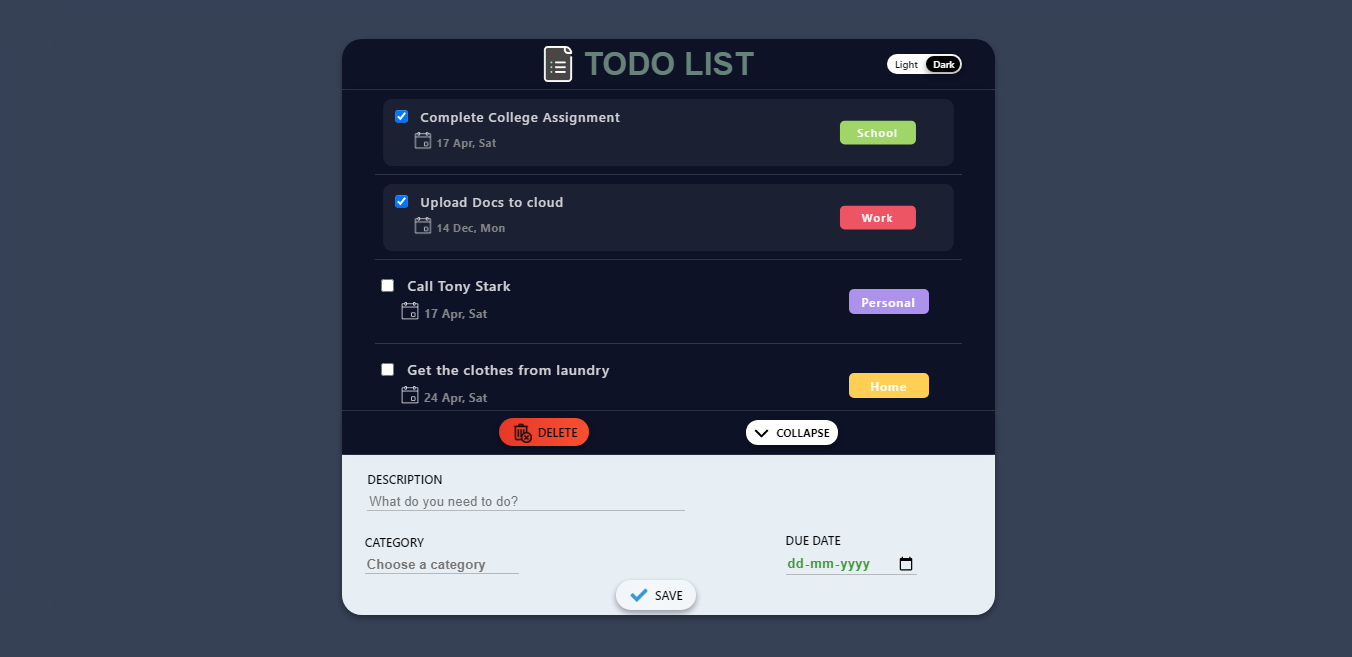 TODO LIST
Light Dark
Complete College Assignment
17 Apr, Sat
School
Upload Docs to cloud
14 Dec, Mon
Work
Call Tony Stark
17 Apr, Sat
Personal
Get the clothes from laundry
24 Apr, Sat
Home
DELETE
COLLAPSE
DESCRIPTION
What do you need to do?
CATEGORY
Choose a category
DUE DATE
dd-mm-yyyy
SAVE